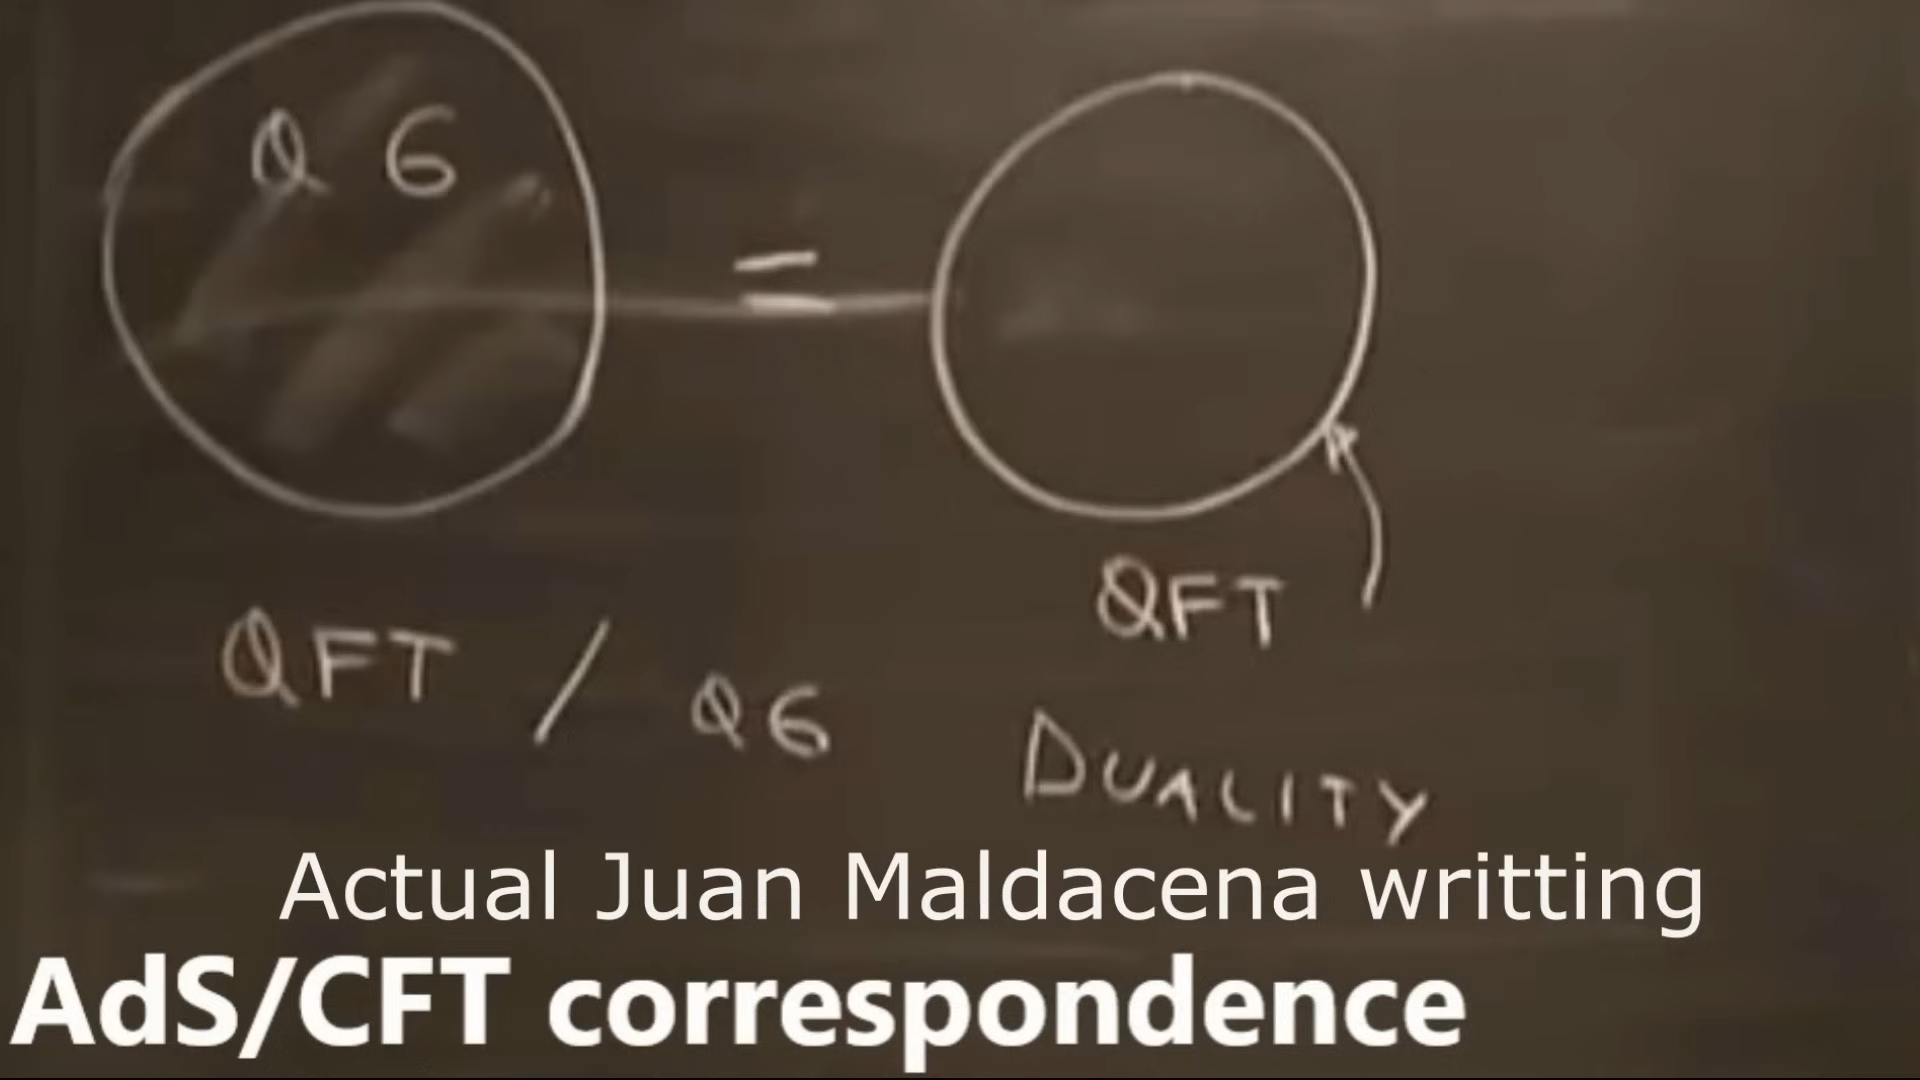 QG
=
QFT
QFT / QG
DUALITY
Actual Juan Maldacena writting
AdS/CFT correspondence